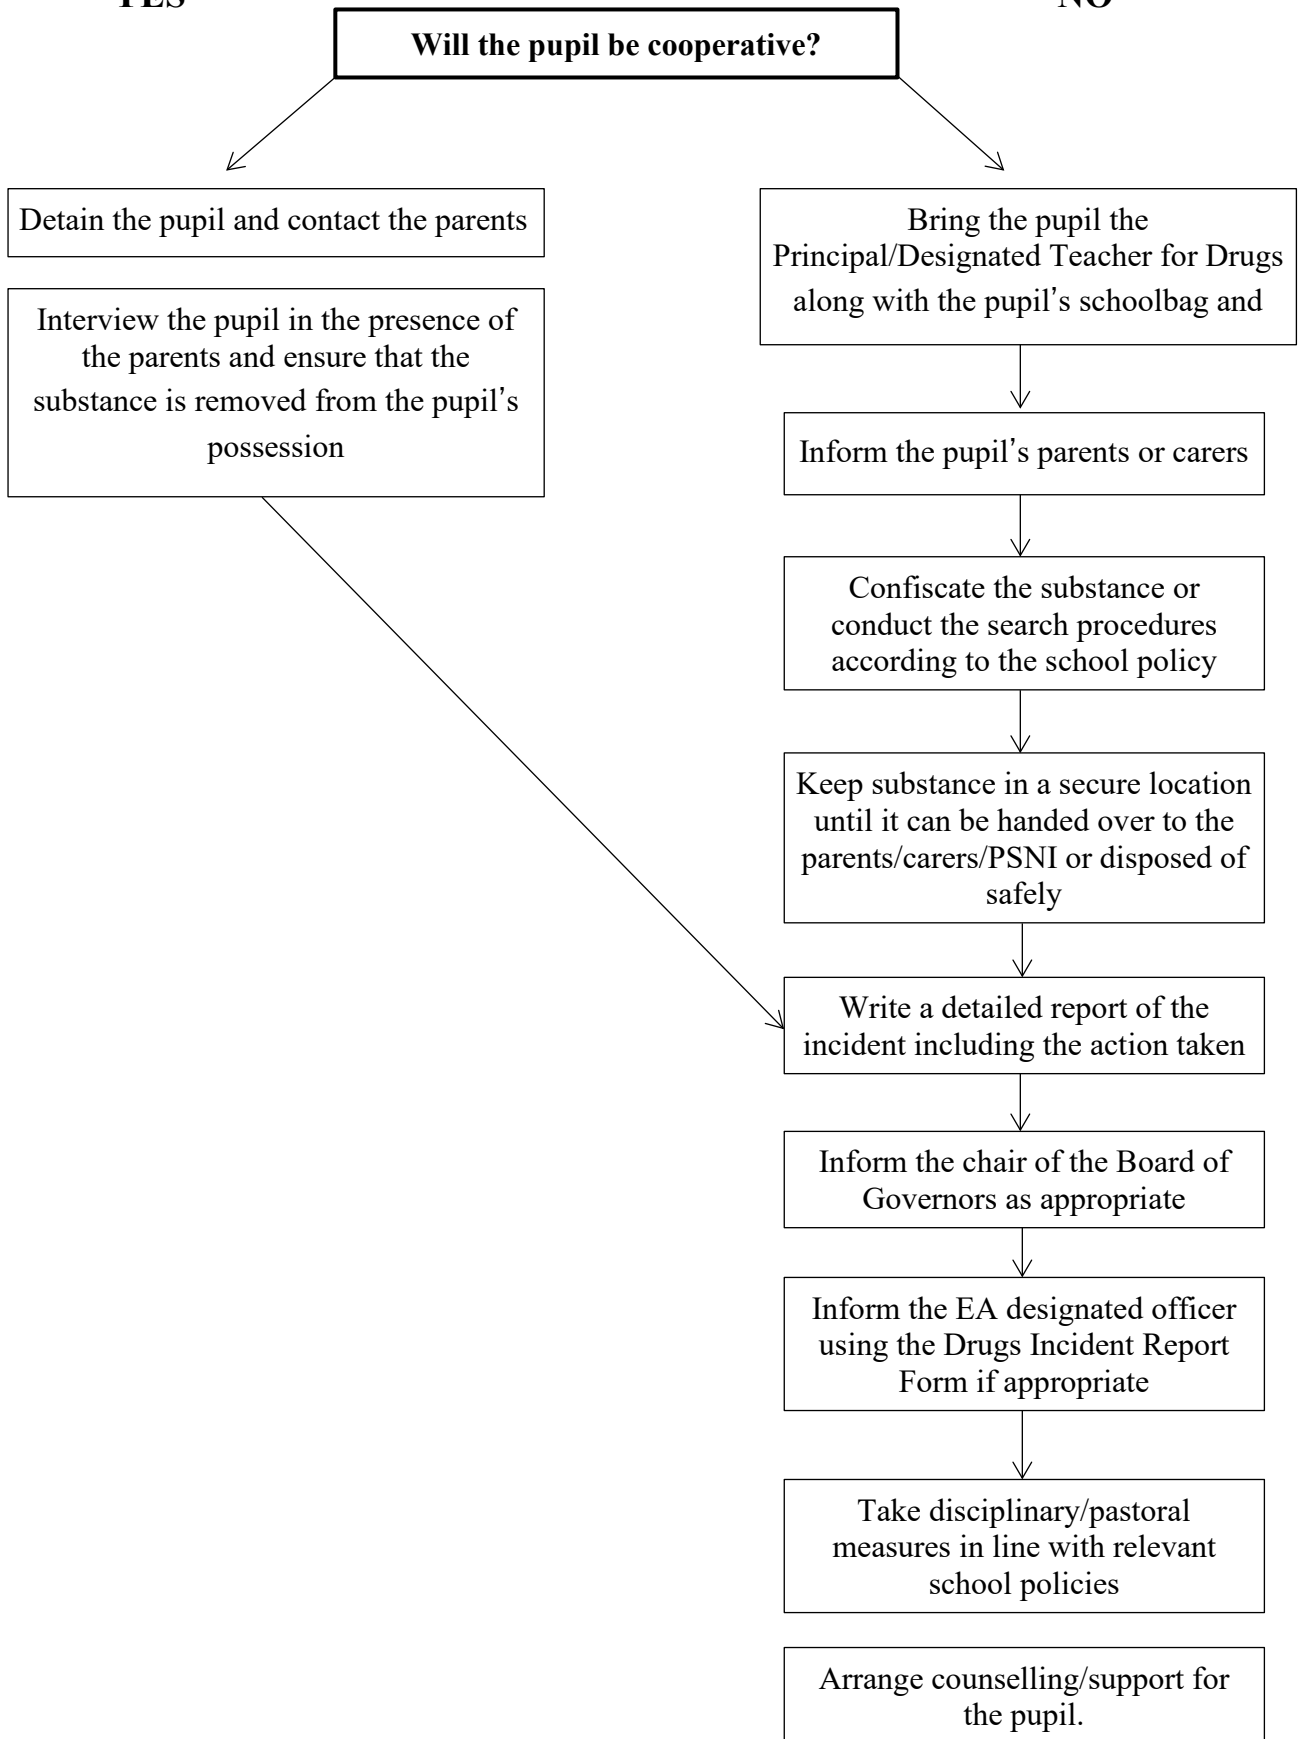 YES
NO
Will the pupil be cooperative?
Detain the pupil and contact the parents
Interview the pupil in the presence of
the parents and ensure that the
substance is removed from the pupil’s
possession
Bring the pupil the
Principal/Designated Teacher for Drugs
along with the pupil’s schoolbag and
Inform the pupil’s parents or carers
Confiscate the substance or
conduct the search procedures
according to the school policy
Keep substance in a secure location
until it can be handed over to the
parents/carers/PSNI or disposed of
safely
Write a detailed report of the
incident including the action taken
Inform the chair of the Board of
Governors as appropriate
Inform the EA designated officer
using the Drugs Incident Report
Form if appropriate
Take disciplinary/pastoral
measures in line with relevant
school policies
Arrange counselling/support for
the pupil.